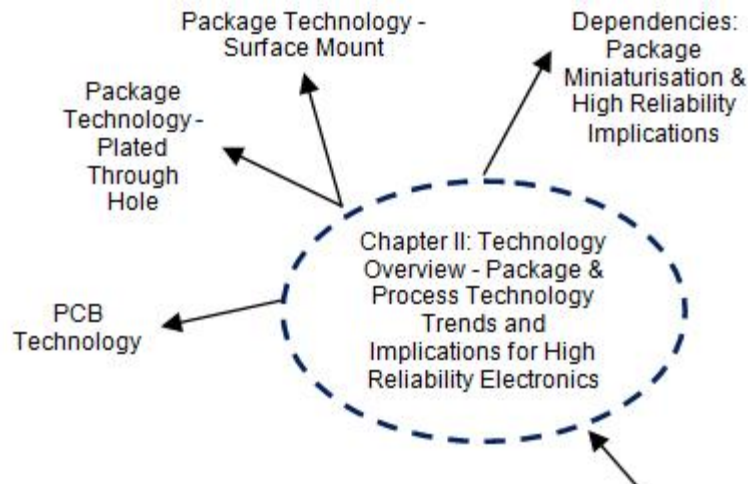 Package Technology -
Surface Mount
Dependencies:
Package
Miniaturisation &
High Reliability
Implications
Package
Technology -
Plated
Through
Hole
Chapter II: Technology
Overview - Package &
Process Technology
Trends and
Implications for High
Reliability Electronics
PCB
Technology